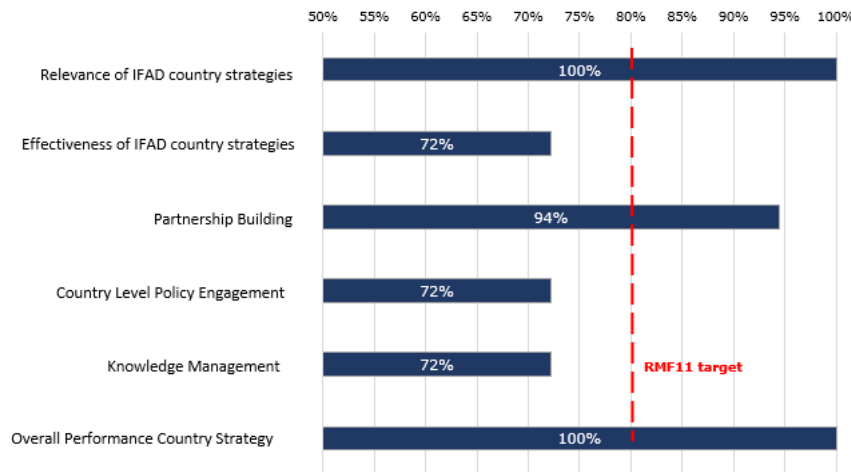 50% 55% 60% 65% 70% 75% 80% 85% 90% 95% 100%
Relevance of IFAD country strategies 100%
Effectiveness of IFAD country strategies 72%
Partnership Building 94%
Country Level Policy Engagement 72%
Knowledge Management 72% RMF11 target
Overall Performance Country Strategy 100%